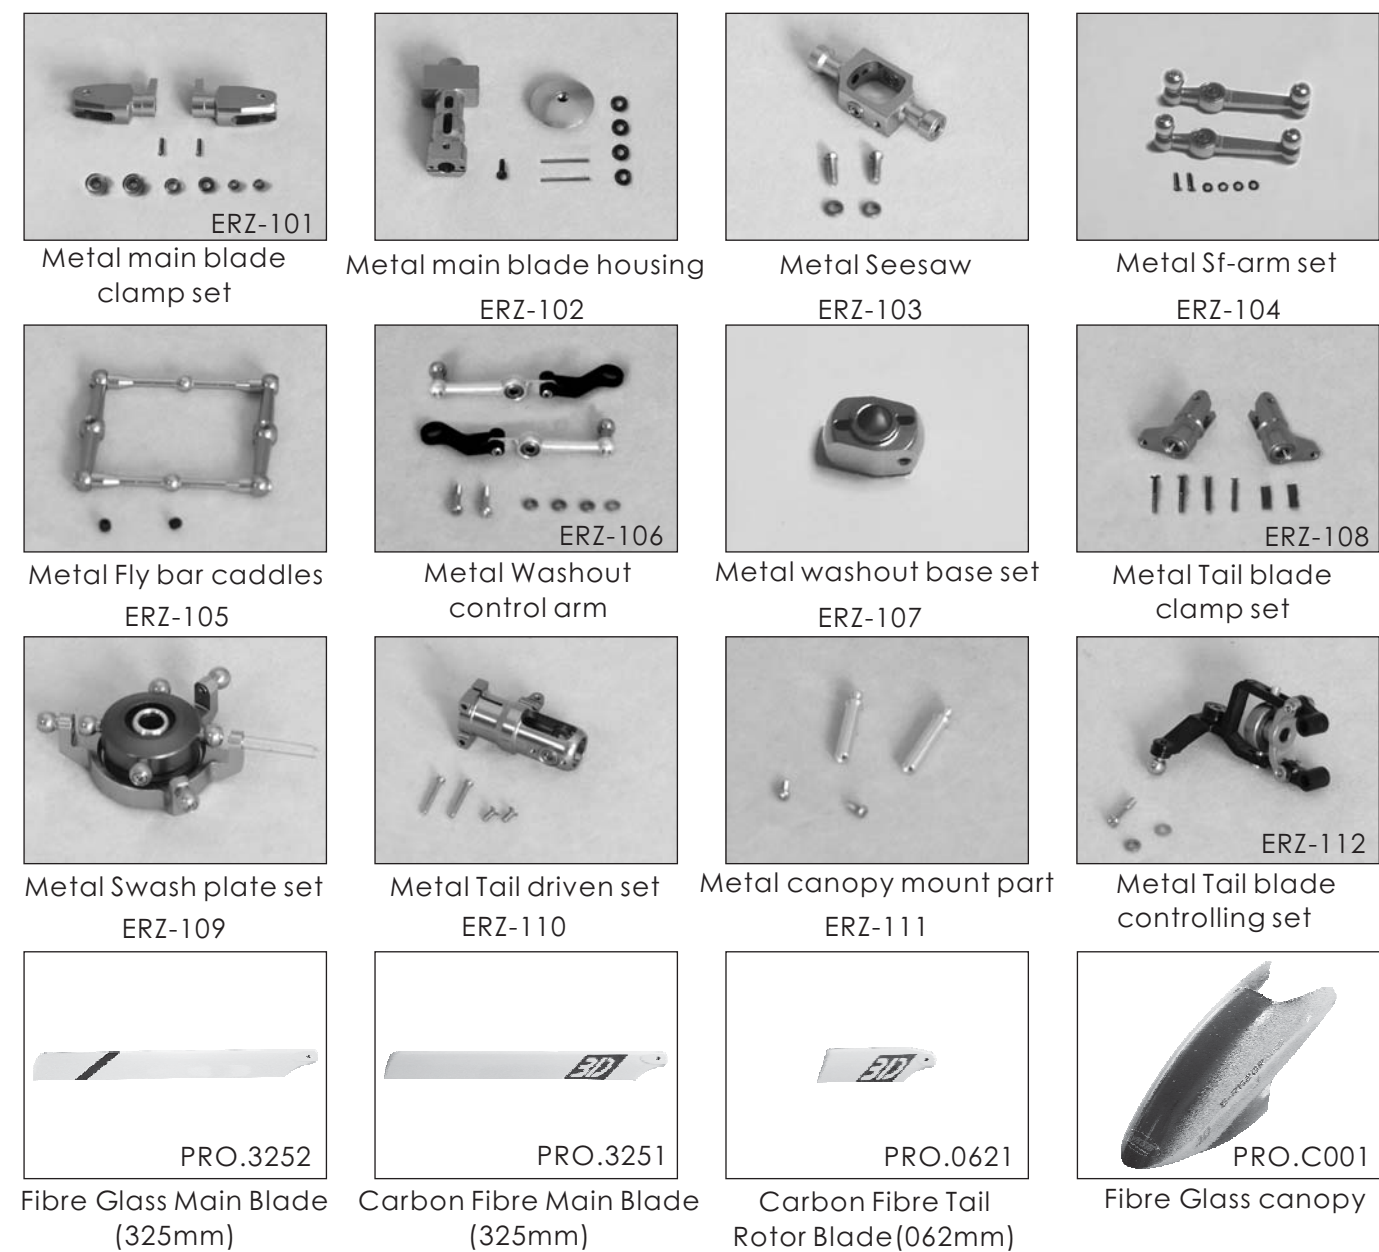 ERZ-101
Metal main blade
clamp set
Metal main blade housing
ERZ-102
Metal Seesaw
ERZ-103
Metal Sf-arm set
ERZ-104
Metal Fly bar caddles
ERZ-105
ERZ-106
Metal Washout
control arm
Metal washout base set
ERZ-107
ERZ-108
Metal Tail blade
clamp set
Metal Swash plate set
ERZ-109
Metal Tail driven set
ERZ-110
Metal canopy mount part
ERZ-111
ERZ-112
Metal Tail blade
controlling set
PRO.3252
Fibre Glass Main Blade
(325mm)
3D
PRO.3251
Carbon Fibre Main Blade
(325mm)
3D
PRO.0621
Carbon Fibre Tail
Rotor Blade(062mm)
PRO.C001
Fibre Glass canopy